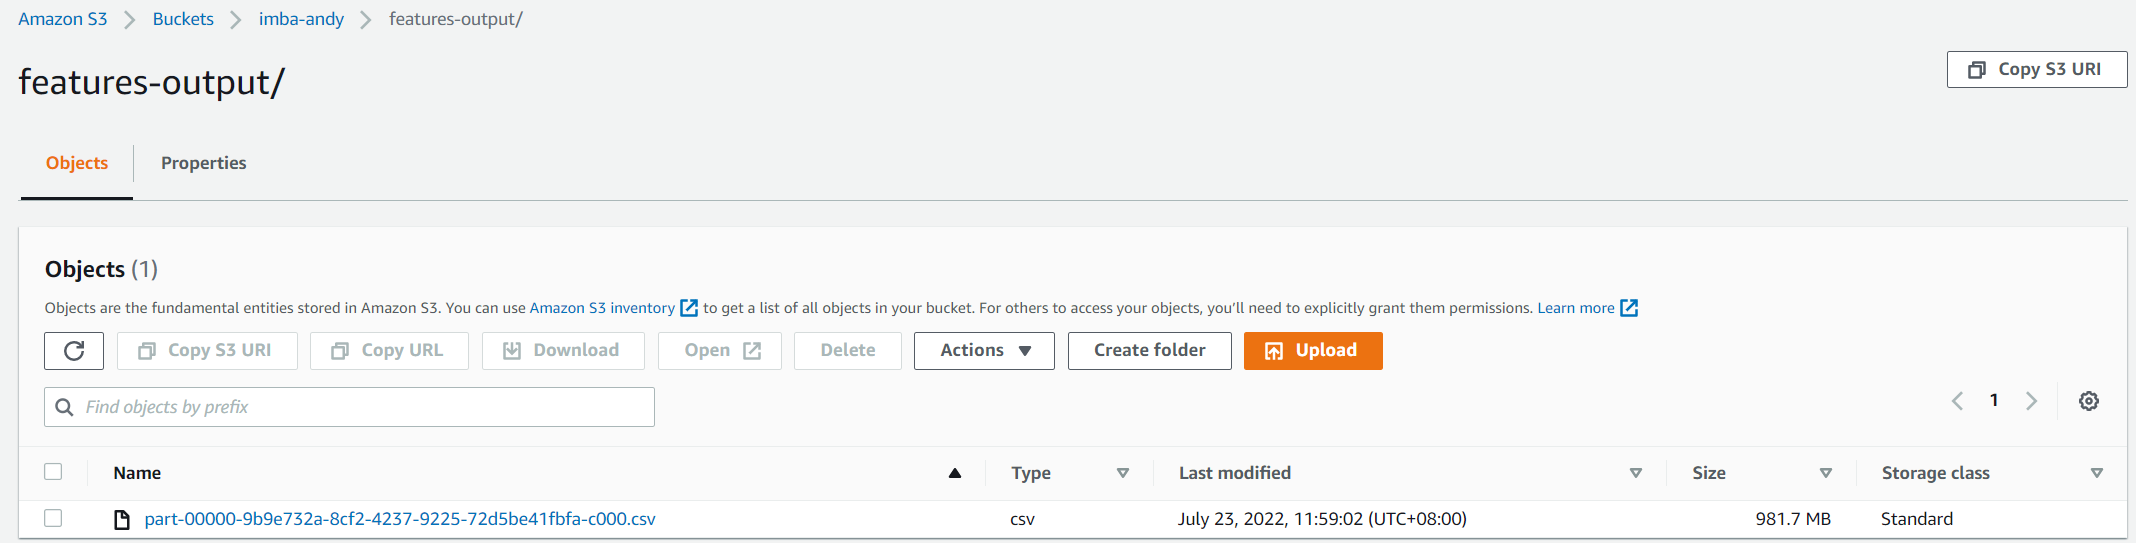 Amazon S3 Buckets imba-andy features-output/
features-output/
Copy S3 URI
Objects Properties
Objects (1)
Objects are the fundamental entities stored in Amazon S3. You can use Amazon S3 inventory to get a list of all objects in your bucket. For others to access your objects, you'll need to explicitly grant them permissions. Learn more
Copy S3 URI Copy URL Download Open Delete Actions Create folder Upload
Find objects by prefix
1
Name Type Last modified Size Storage class
part-00000-9b9e732a-8cf2-4237-9225-72d5be41fbfa-c000.csv csv July 23, 2022, 11:59:02 (UTC+08:00) 981.7 MB Standard